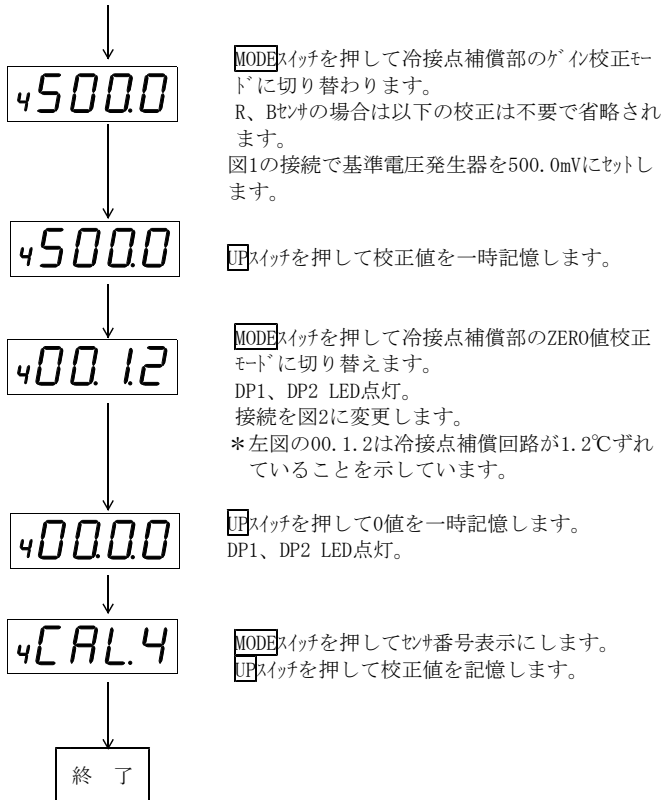 4500.0
MODEスイッチを押して冷接点補償部のゲイン校正モー
ドに切り替わります。
R、Bセンサの場合は以下の校正は不要で省略され
ます。
図1の接続で基準電圧発生器を500.0mVにセットし
ます。
4500.0
UPスイッチを押して校正値を一時記憶します。
400.1.2
MODEスイッチを押して冷接点補償部のZERO値校正
モードに切り替えます。
DP1、DP2 LED点灯。
接続を図2に変更します。
＊左図の00.1.2は冷接点補償回路が1.2℃ずれ
ていることを示しています。
400.0.0
UPスイッチを押して0値を一時記憶します。
DP1、DP2 LED点灯。
4CAL.4
MODEスイッチを押してセンサ番号表示にします。
UPスイッチを押して校正値を記憶します。
終 了